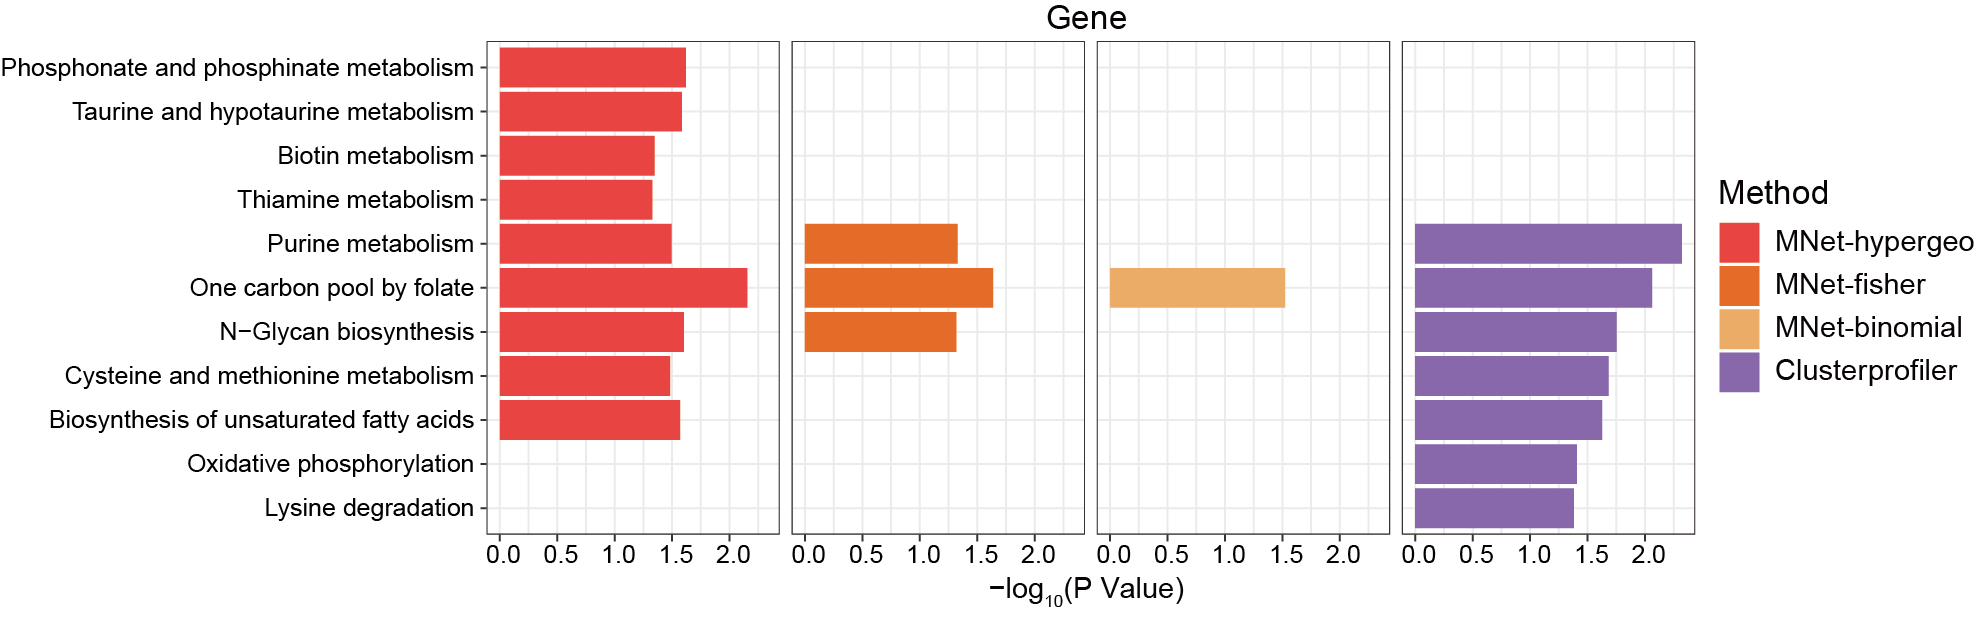 Gene
Phosphonate and phosphinate metabolism
Taurine and hypotaurine metabolism
Biotin metabolism
Thiamine metabolism
Purine metabolism
One carbon pool by folate
N−Glycan biosynthesis
Cysteine and methionine metabolism
Biosynthesis of unsaturated fatty acids
Oxidative phosphorylation
Lysine degradation
0.0 0.5 1.0 1.5 2.0 0.0 0.5 1.0 1.5 2.0 0.0 0.5 1.0 1.5 2.0 0.0 0.5 1.0 1.5 2.0
−log10(P Value)
Method
MNet-hypergeo
MNet-fisher
MNet-binomial
Clusterprofiler